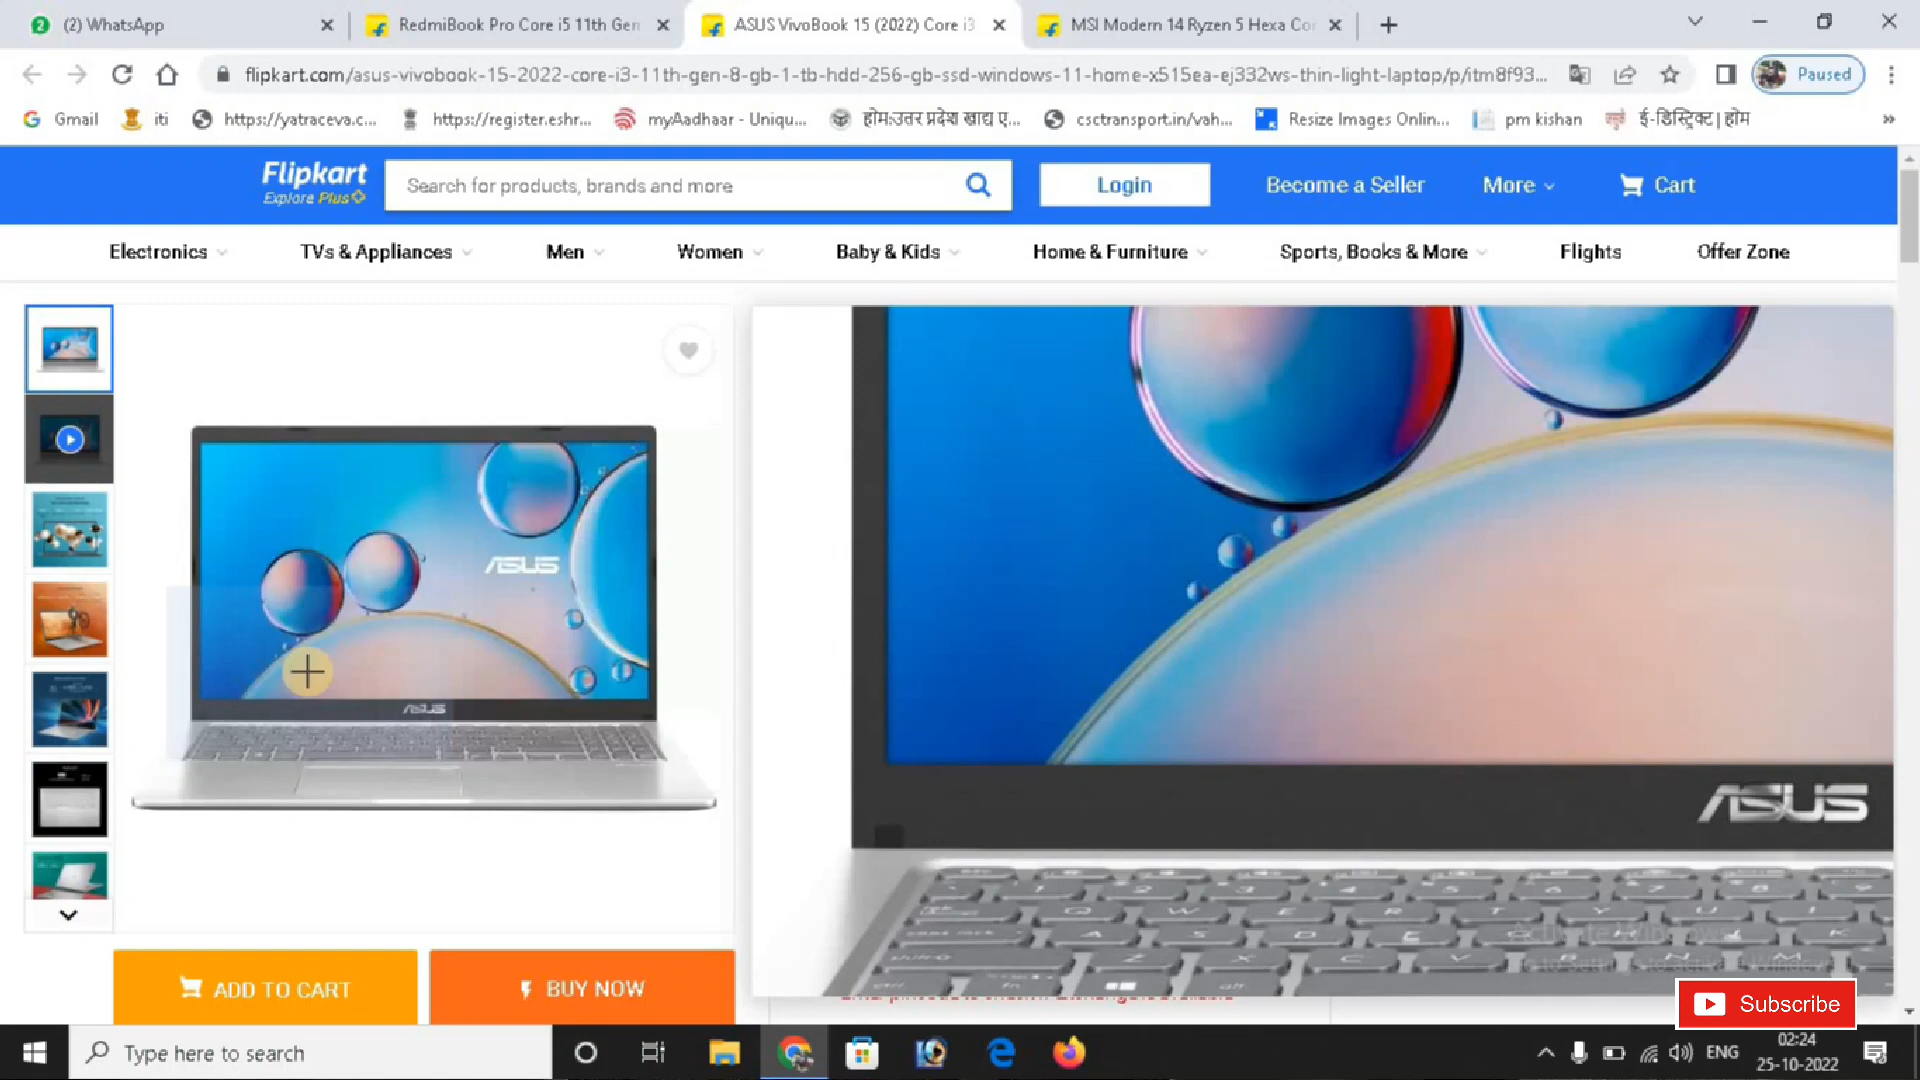 (2) WhatsApp
RedmiBook Pro Core i5 11th Gen
ASUS VivoBook 15 (2022) Core i3
MSI Modern 14 Ryzen 5 Hexa Co
flipkart.com/asus-vivobook-15-2022-core-i3-11th-gen-8-gb-1-tb-hdd-256-gb-ssd-windows-11-home-x515ea-ej332ws-thin-light-laptop/p/itm8f93...
Paused
Gmail
iti
https://yatraceva.c...
https://register.eshr...
myAadhaar - Uniqu...
होम:उत्तर प्रदेश खाद्य ए...
csctransport.in/vah...
Resize Images Onlin...
pm kishan
ई-डिस्ट्रिक्ट | होम
»
Flipkart
Explore Plus
Search for products, brands and more
Login
Become a Seller
More
Cart
Electronics
TVs & Appliances
Men
Women
Baby & Kids
Home & Furniture
Sports, Books & More
Flights
Offer Zone
ASUS
ASUS
ASUS
ADD TO CART
BUY NOW
Activate Windows
Subscribe
Type here to search
ENG
02:24
25-10-2022